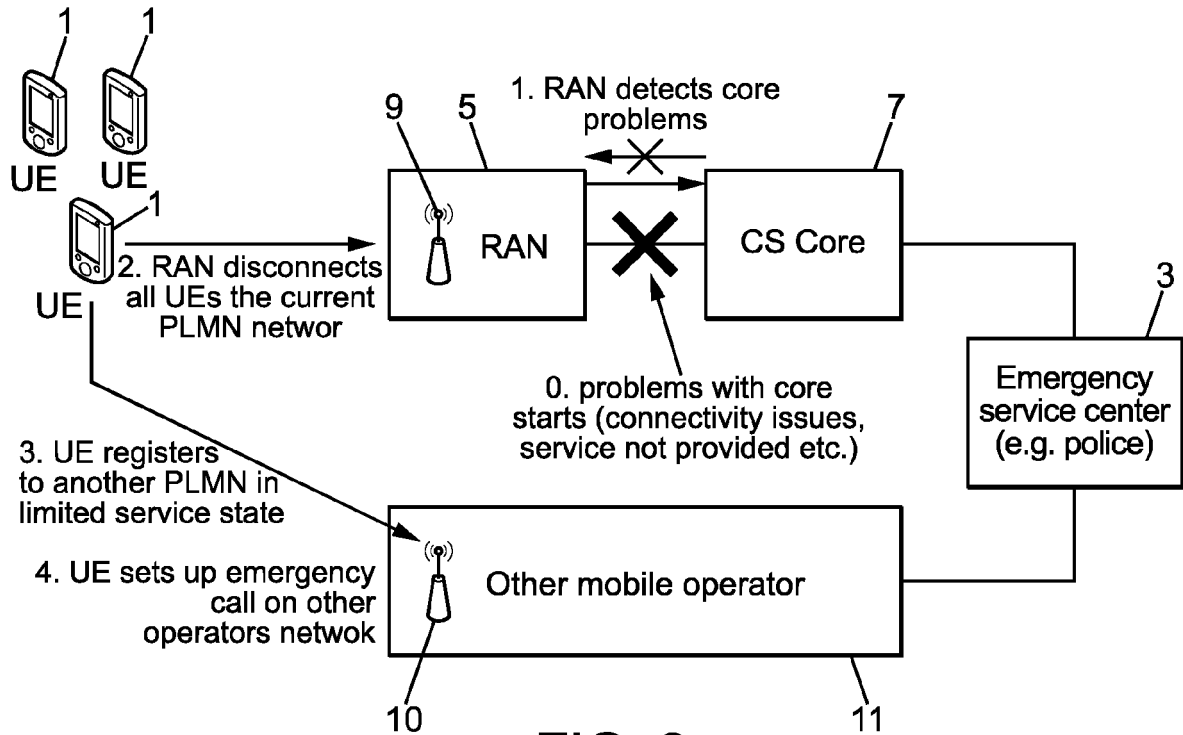 1
1
UE
UE
1
UE
9
5
1. RAN detects core
problems
7
RAN
CS Core
2. RAN disconnects
all UEs the current
PLMN networ
3
Emergency
service center
(e.g. police)
0. problems with core
starts (connectivity issues,
service not provided etc.)
3. UE registers
to another PLMN in
limited service state
4. UE sets up emergency
call on other
operators netwok
Other mobile operator
10
11